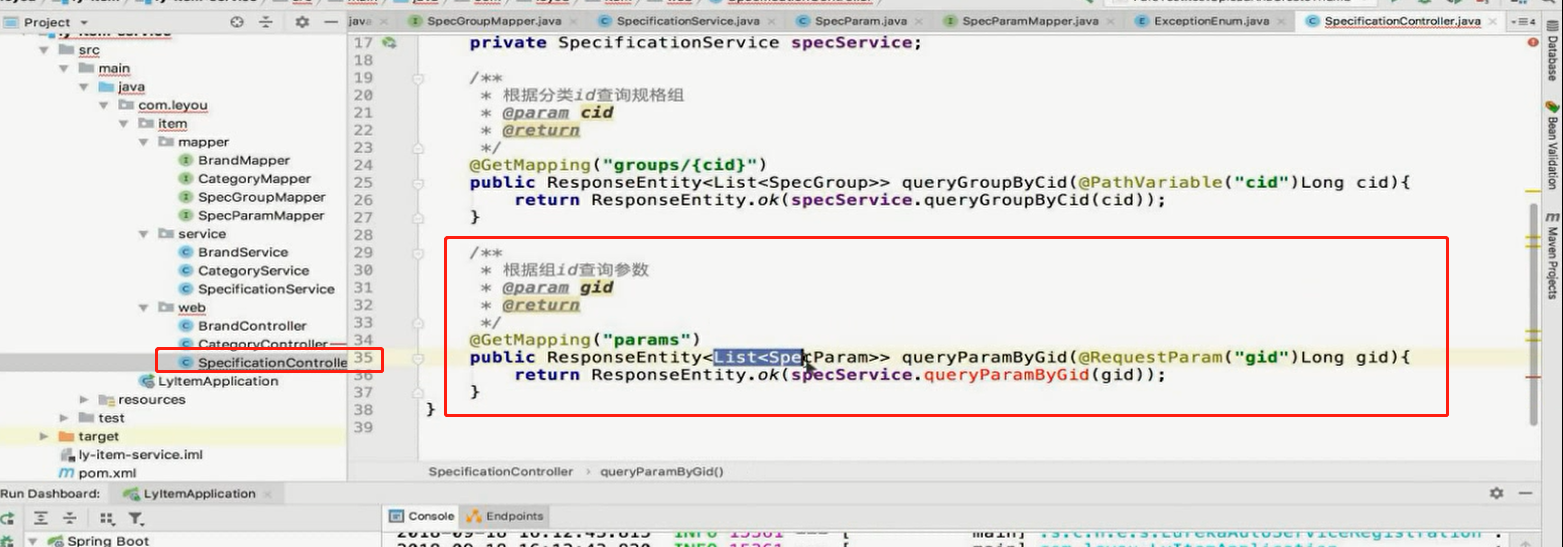 Project
java
SpecGroupMapper.java
SpecificationService.java
SpecParam.java
SpecParamMapper.java
ExceptionEnum.java
SpecificationController.java
4
src
main
java
com.leyou
item
mapper
BrandMapper
CategoryMapper
SpecGroupMapper
SpecParamMapper
service
BrandService
CategoryService
SpecificationService
web
BrandController
CategoryController
SpecificationControlle
LyItemApplication
resources
test
target
ly-item-service.iml
pom.xml
17 private SpecificationService specService;
18
19 /**
20 * 根据分类id查询规格组
21 * @param cid
22 * @return
23 */
24 @GetMapping("groups/{cid}")
25 public ResponseEntity<List<SpecGroup>> queryGroupByCid(@PathVariable("cid")Long cid){
26 return ResponseEntity.ok(specService.queryGroupByCid(cid));
27 }
28
29 /**
30 * 根据组id查询参数
31 * @param gid
32 * @return
33 */
34 @GetMapping("params")
35 public ResponseEntity<List<SpecParam>> queryParamByGid(@RequestParam("gid")Long gid){
36 return ResponseEntity.ok(specService.queryParamByGid(gid));
37 }
38 }
39
Database
Bean Validation
Maven Projects
SpecificationController › queryParamByGid()
Run Dashboard: LyItemApplication
Console Endpoints
Spring Boot